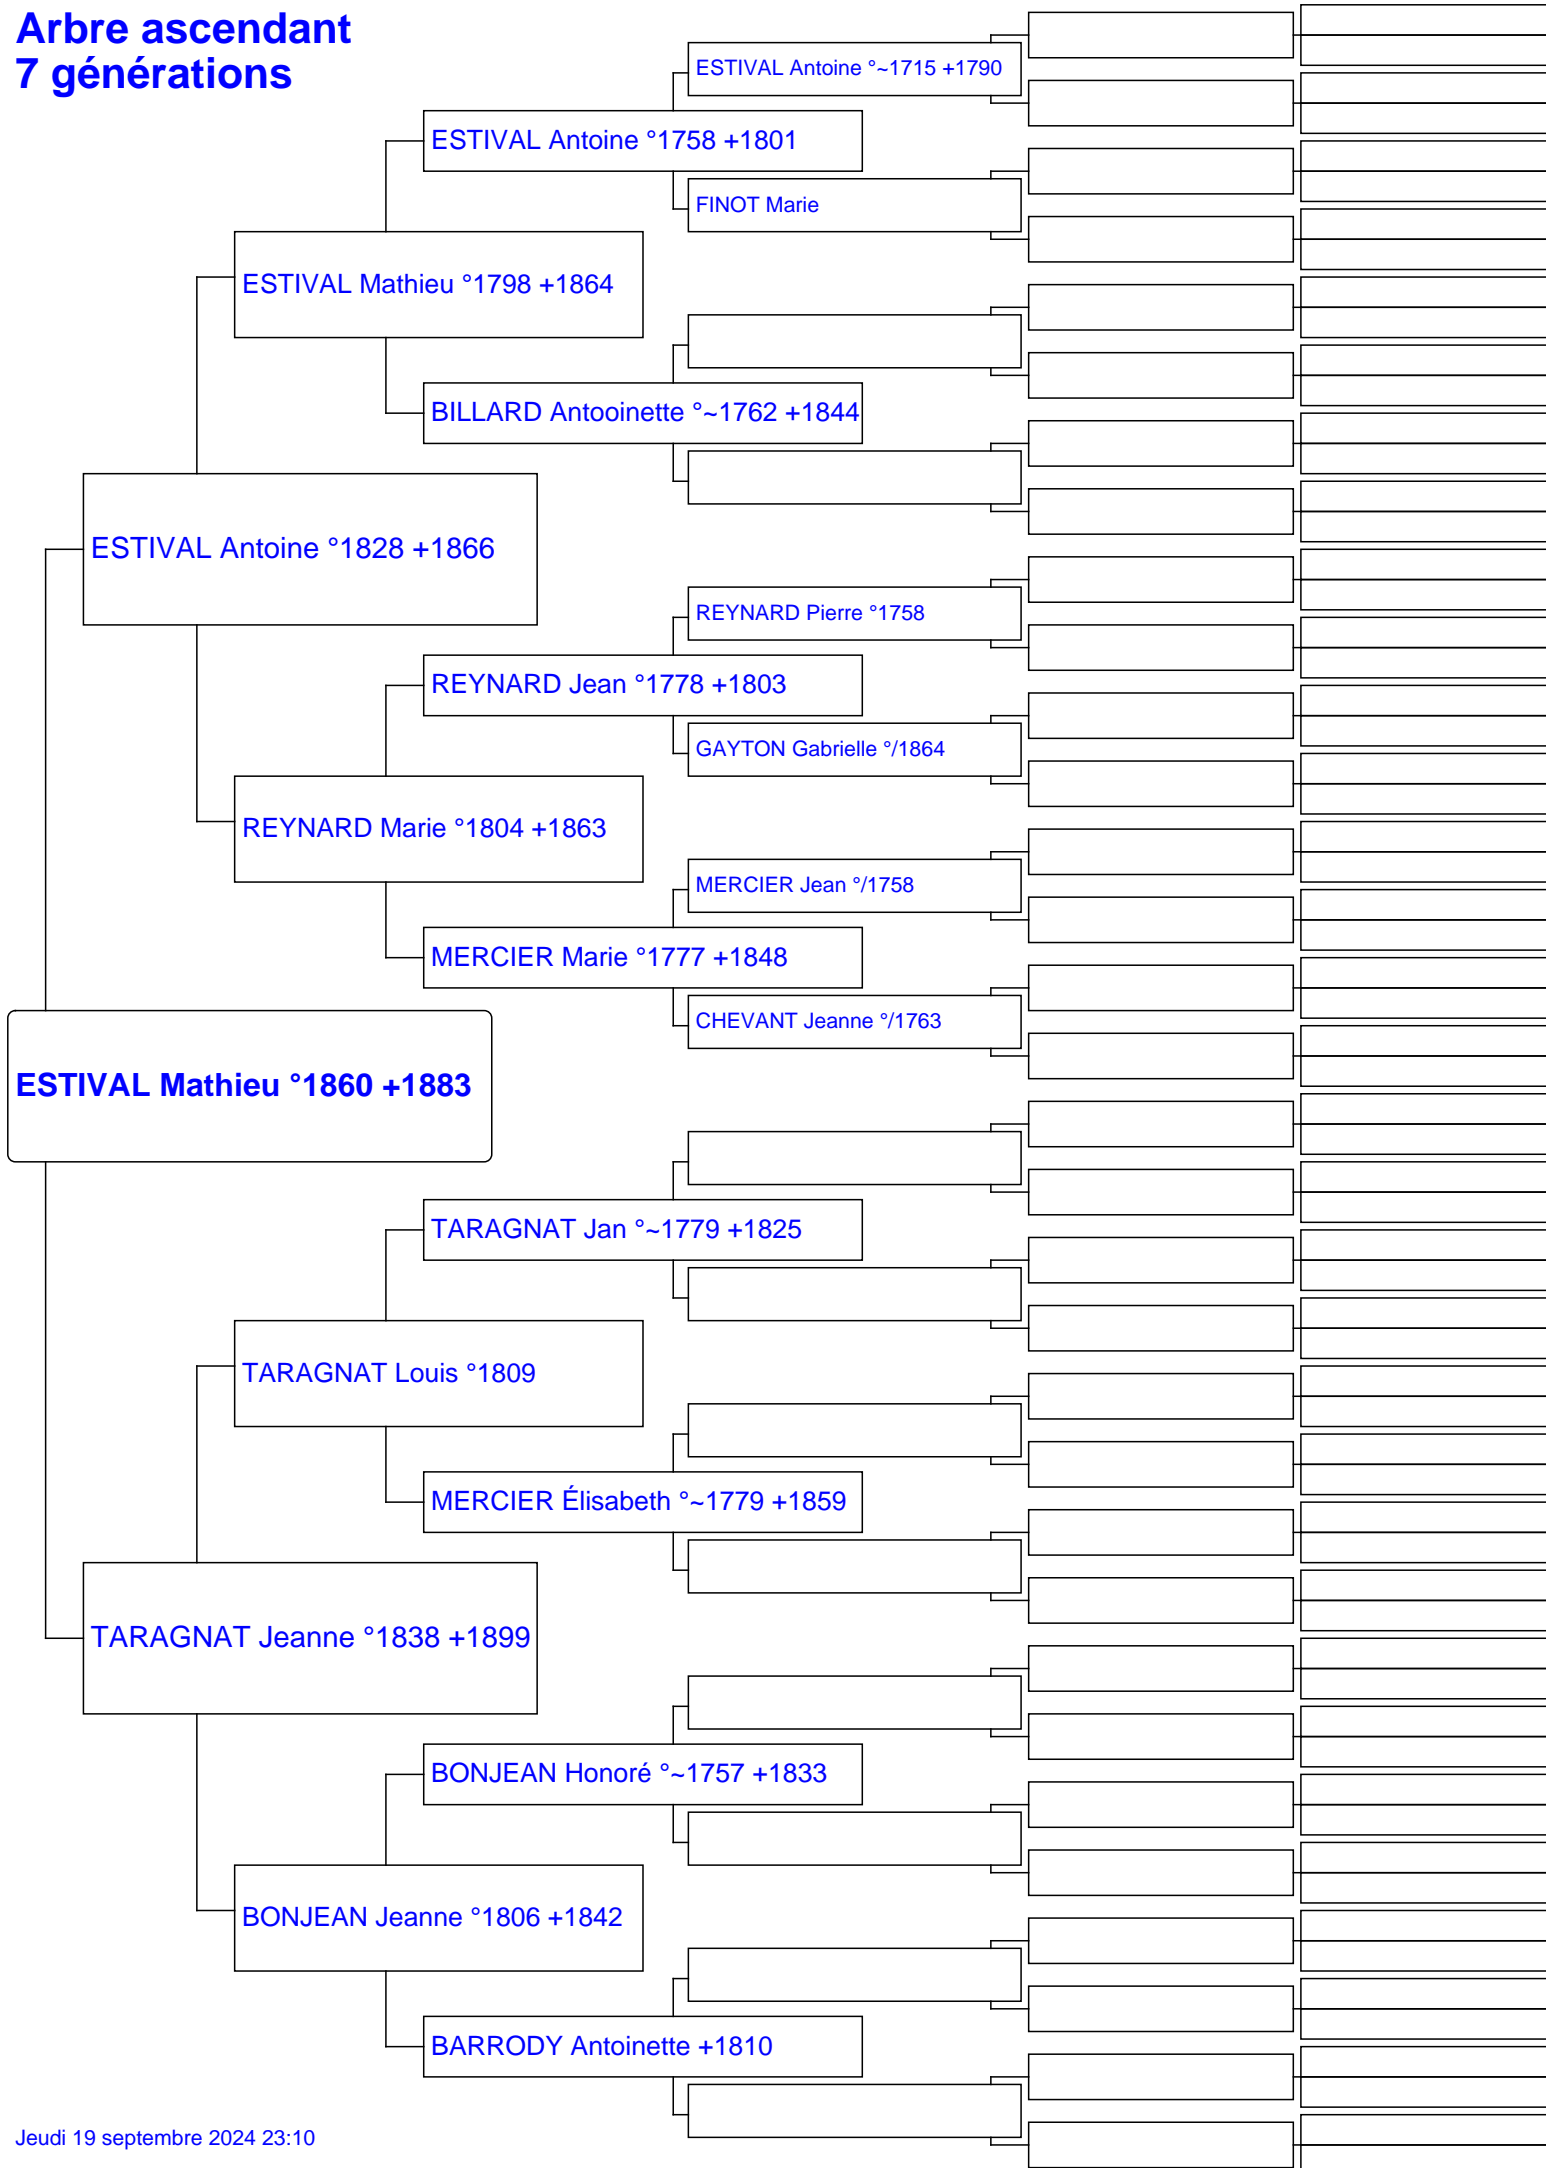 Arbre ascendant
7 générations
ESTIVAL Antoine °~1715 +1790
ESTIVAL Antoine °1758 +1801
FINOT Marie
ESTIVAL Mathieu °1798 +1864
BILLARD Antooinette °~1762 +1844
ESTIVAL Antoine °1828 +1866
REYNARD Pierre °1758
REYNARD Jean °1778 +1803
GAYTON Gabrielle °/1864
REYNARD Marie °1804 +1863
MERCIER Jean °/1758
MERCIER Marie °1777 +1848
CHEVANT Jeanne °/1763
ESTIVAL Mathieu °1860 +1883
TARAGNAT Jan °~1779 +1825
TARAGNAT Louis °1809
MERCIER Élisabeth °~1779 +1859
TARAGNAT Jeanne °1838 +1899
BONJEAN Honoré °~1757 +1833
BONJEAN Jeanne °1806 +1842
BARRODY Antoinette +1810
Jeudi 19 septembre 2024 23:10